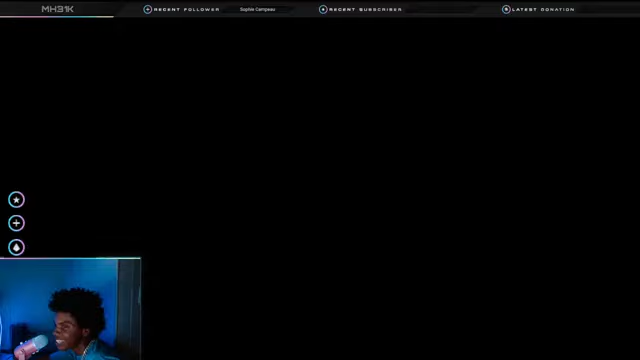 MH31K
RECENT FOLLOWER
Sophie Campeau
RECENT SUBSCRIBER
LATEST DONATION